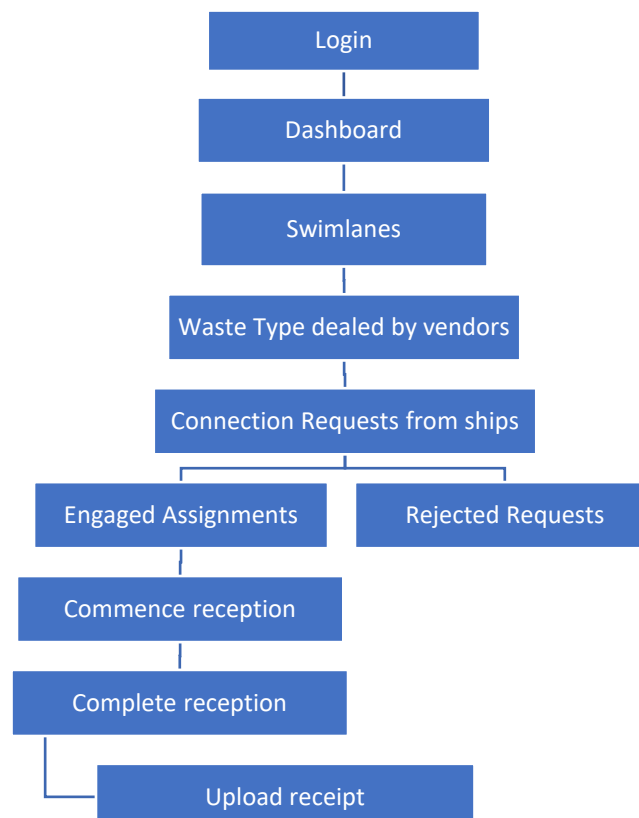 Login
Dashboard
Swimlanes
Waste Type dealed by vendors
Connection Requests from ships
Engaged Assignments
Rejected Requests
Commence reception
Complete reception
Upload receipt